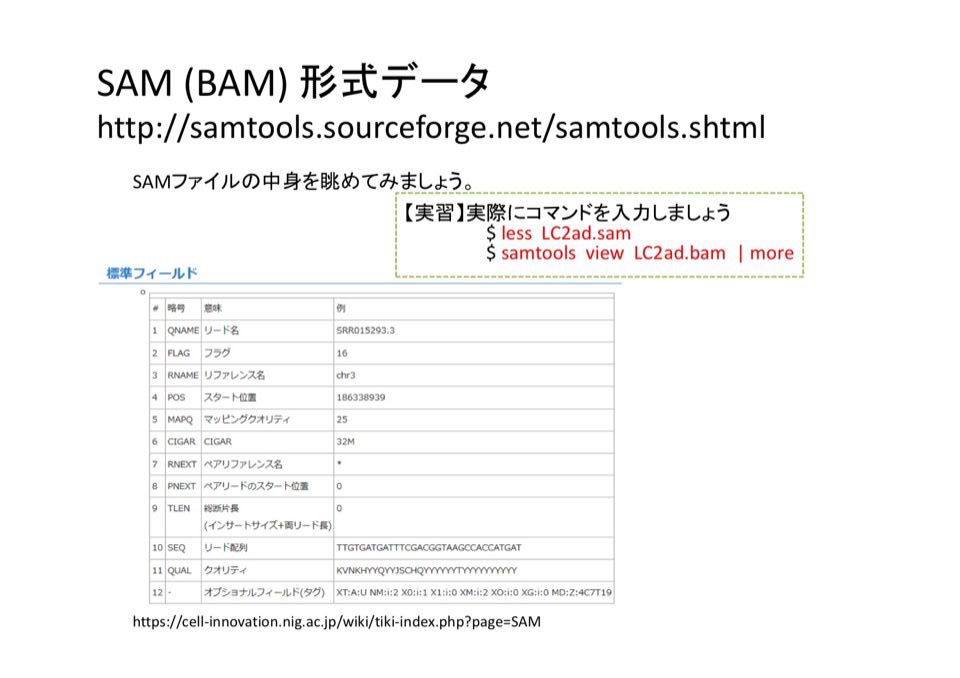 SAM (BAM) 形式データ
http://samtools.sourceforge.net/samtools.shtml
SAMファイルの中身を眺めてみましょう。
【実習】実際にコマンドを入力しましょう
$ less LC2ad.sam
$ samtools view LC2ad.bam | more
標準フィールド
# 略号 意味 例
1 QNAME リード名 SRR015293.3
2 FLAG フラグ 16
3 RNAME リファレンス名 chr3
4 POS スタート位置 186338939
5 MAPQ マッピングクオリティ 25
6 CIGAR CIGAR 32M
7 RNEXT ペアリファレンス名 *
8 PNEXT ペアリードのスタート位置 0
9 TLEN 総断片長 0
(インサートサイズ+両リード長)
10 SEQ リード配列 TTGTGATGATTTCGACGGTAAGCCACCATGAT
11 QUAL クオリティ KVNKHYYQYYJSCHQYYYYYYTYYYYYYYYYY
12 - オプショナルフィールド(タグ) XT:A:U NM:i:2 X0:i:1 X1:i:0 XM:i:2 XO:i:0 XG:i:0 MD:Z:4C7T19
https://cell-innovation.nig.ac.jp/wiki/tiki-index.php?page=SAM